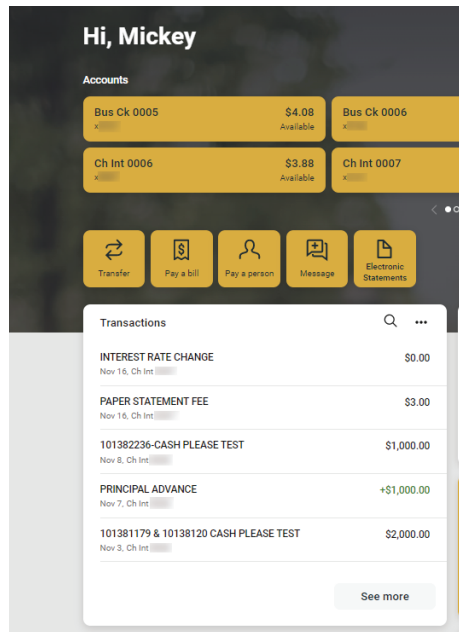 Hi, Mickey
Accounts
Bus Ck 0005 $4.08
x Available
Bus Ck 0006
x
Ch Int 0006 $3.88
x Available
Ch Int 0007
x
Transfer
Pay a bill
Pay a person
Message
Electronic
Statements
Transactions
INTEREST RATE CHANGE $0.00
Nov 16, Ch Int
PAPER STATEMENT FEE $3.00
Nov 16, Ch Int
101382236-CASH PLEASE TEST $1,000.00
Nov 8, Ch Int
PRINCIPAL ADVANCE +$1,000.00
Nov 7, Ch Int
101381179 & 10138120 CASH PLEASE TEST $2,000.00
Nov 3, Ch Int
See more